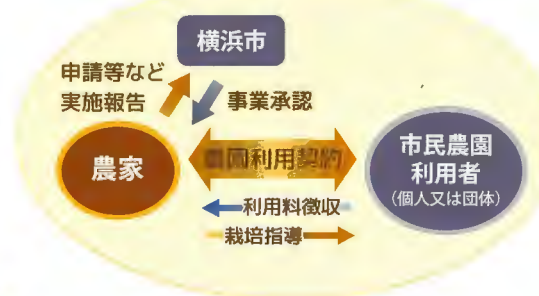 横浜市
申請等など
実施報告
事業承認
農家
農園利用契約
市民農園
利用者
(個人又は団体)
利用料徴収
栽培指導